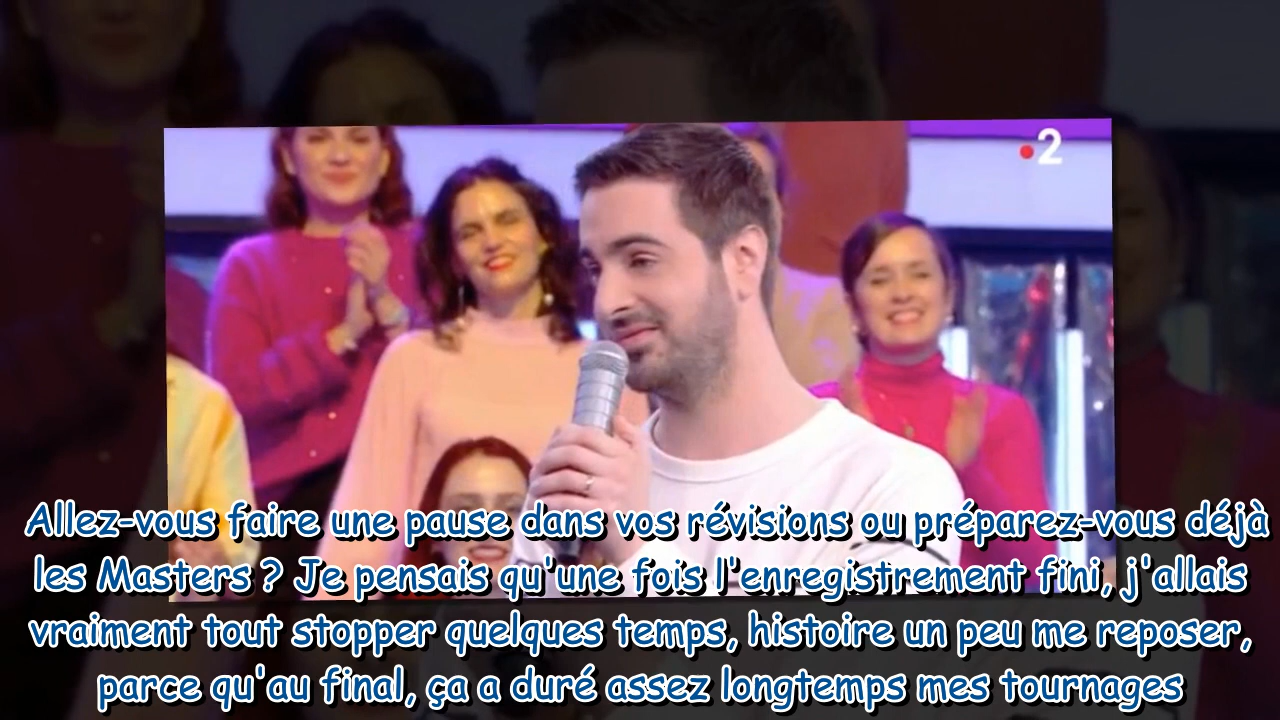 2
Allez-vous faire une pause dans vos révisions ou préparez-vous déjà
les Masters ? Je pensais qu'une fois l'enregistrement fini, j'allais
vraiment tout stopper quelques temps, histoire un peu me reposer,
parce qu'au final, ça a duré assez longtemps mes tournages